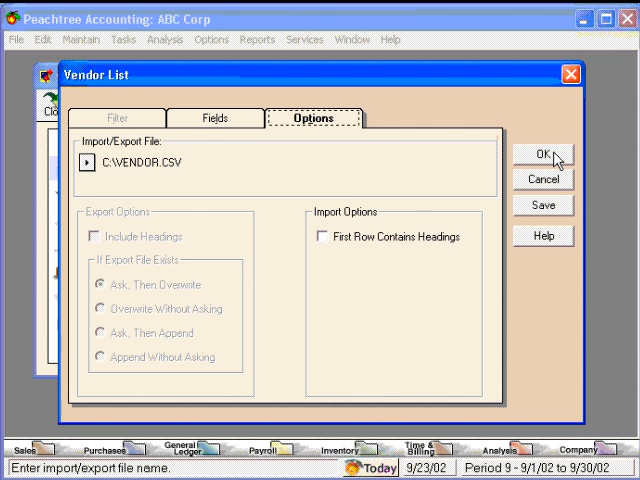 Peachtree Accounting: ABC Corp
File Edit Maintain Tasks Analysis Options Reports Services Window Help
Vendor List
Clo
Filter Fields Options
Import/Export File:
C:\VENDOR.CSV
OK
Cancel
Save
Help
Export Options
Include Headings
If Export File Exists
Ask, Then Overwrite
Overwrite Without Asking
Ask, Then Append
Append Without Asking
Import Options
First Row Contains Headings
Sales Purchases General Ledger Payroll Inventory Time & Billing Analysis Company
Enter import/export file name. Today 9/23/02 Period 9 - 9/1/02 to 9/30/02